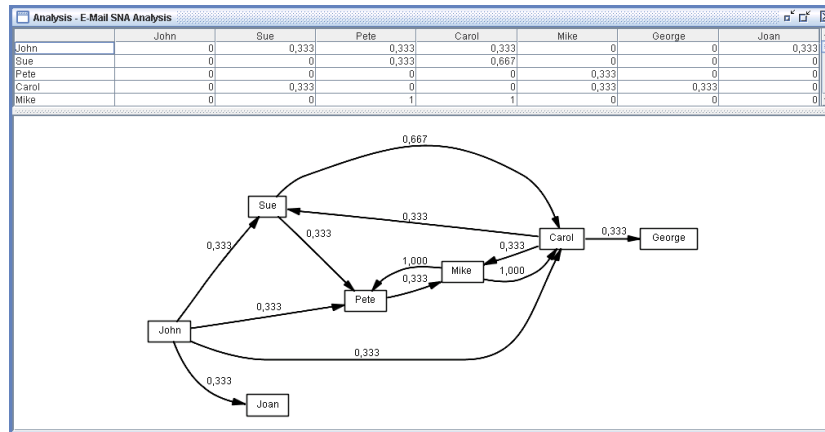 Analysis - E-Mail SNA Analysis
John Sue Pete Carol Mike George Joan
John 0 0,333 0,333 0,333 0 0 0,333
Sue 0 0 0,333 0,667 0 0 0
Pete 0 0 0 0 0,333 0 0
Carol 0 0,333 0 0 0,333 0,333 0
Mike 0 0 1 1 0 0 0
0,667
Sue
0,333
0,333
0,333
Carol
0,333
George
0,333
1,000
Mike
1,000
0,333
Pete
0,333
John
0,333
0,333
Joan